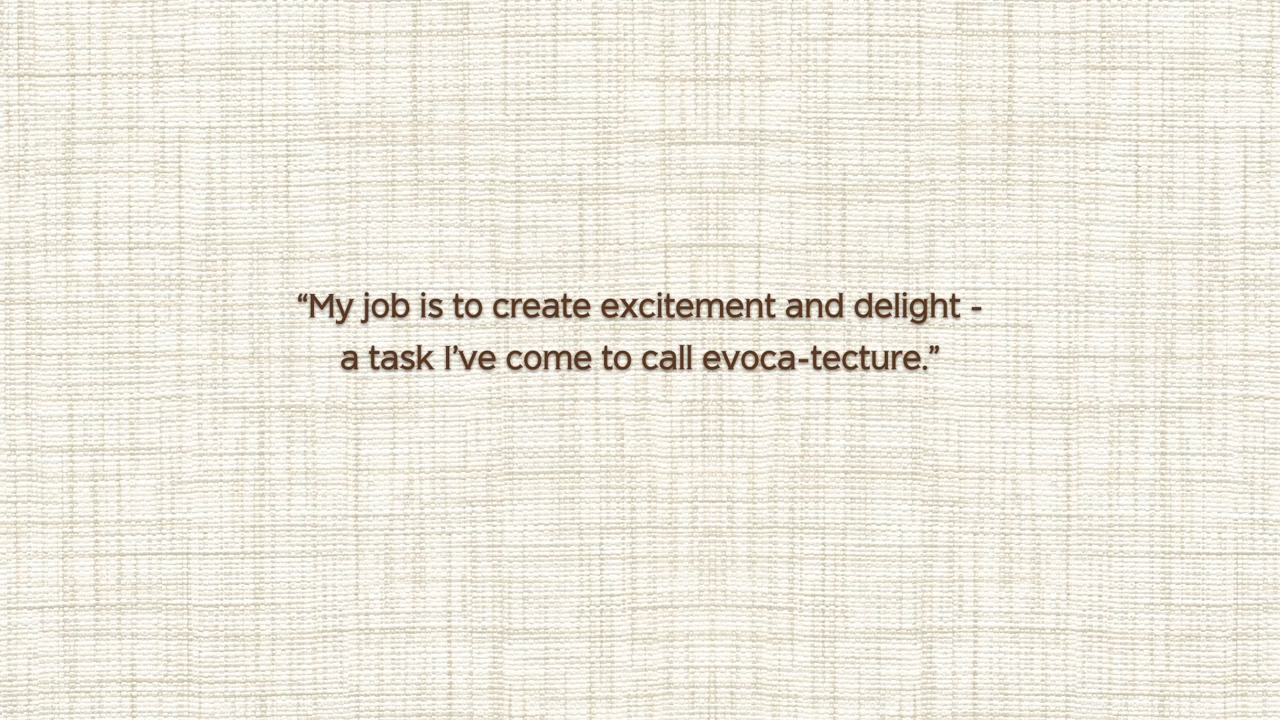 “My job is to create excitement and delight -
a task I’ve come to call evoca-tecture.”